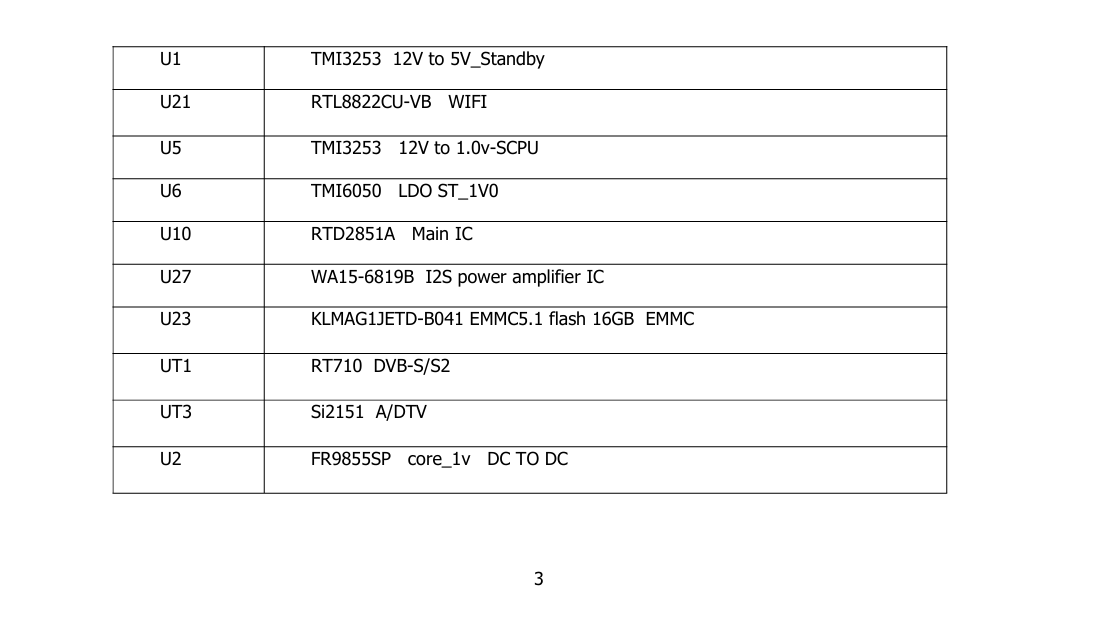 U1 TMI3253 12V to 5V_Standby
U21 RTL8822CU-VB WIFI
U5 TMI3253 12V to 1.0v-SCPU
U6 TMI6050 LDO ST_1V0
U10 RTD2851A Main IC
U27 WA15-6819B I2S power amplifier IC
U23 KLMAG1JETD-B041 EMMC5.1 flash 16GB EMMC
UT1 RT710 DVB-S/S2
UT3 Si2151 A/DTV
U2 FR9855SP core_1v DC TO DC
3